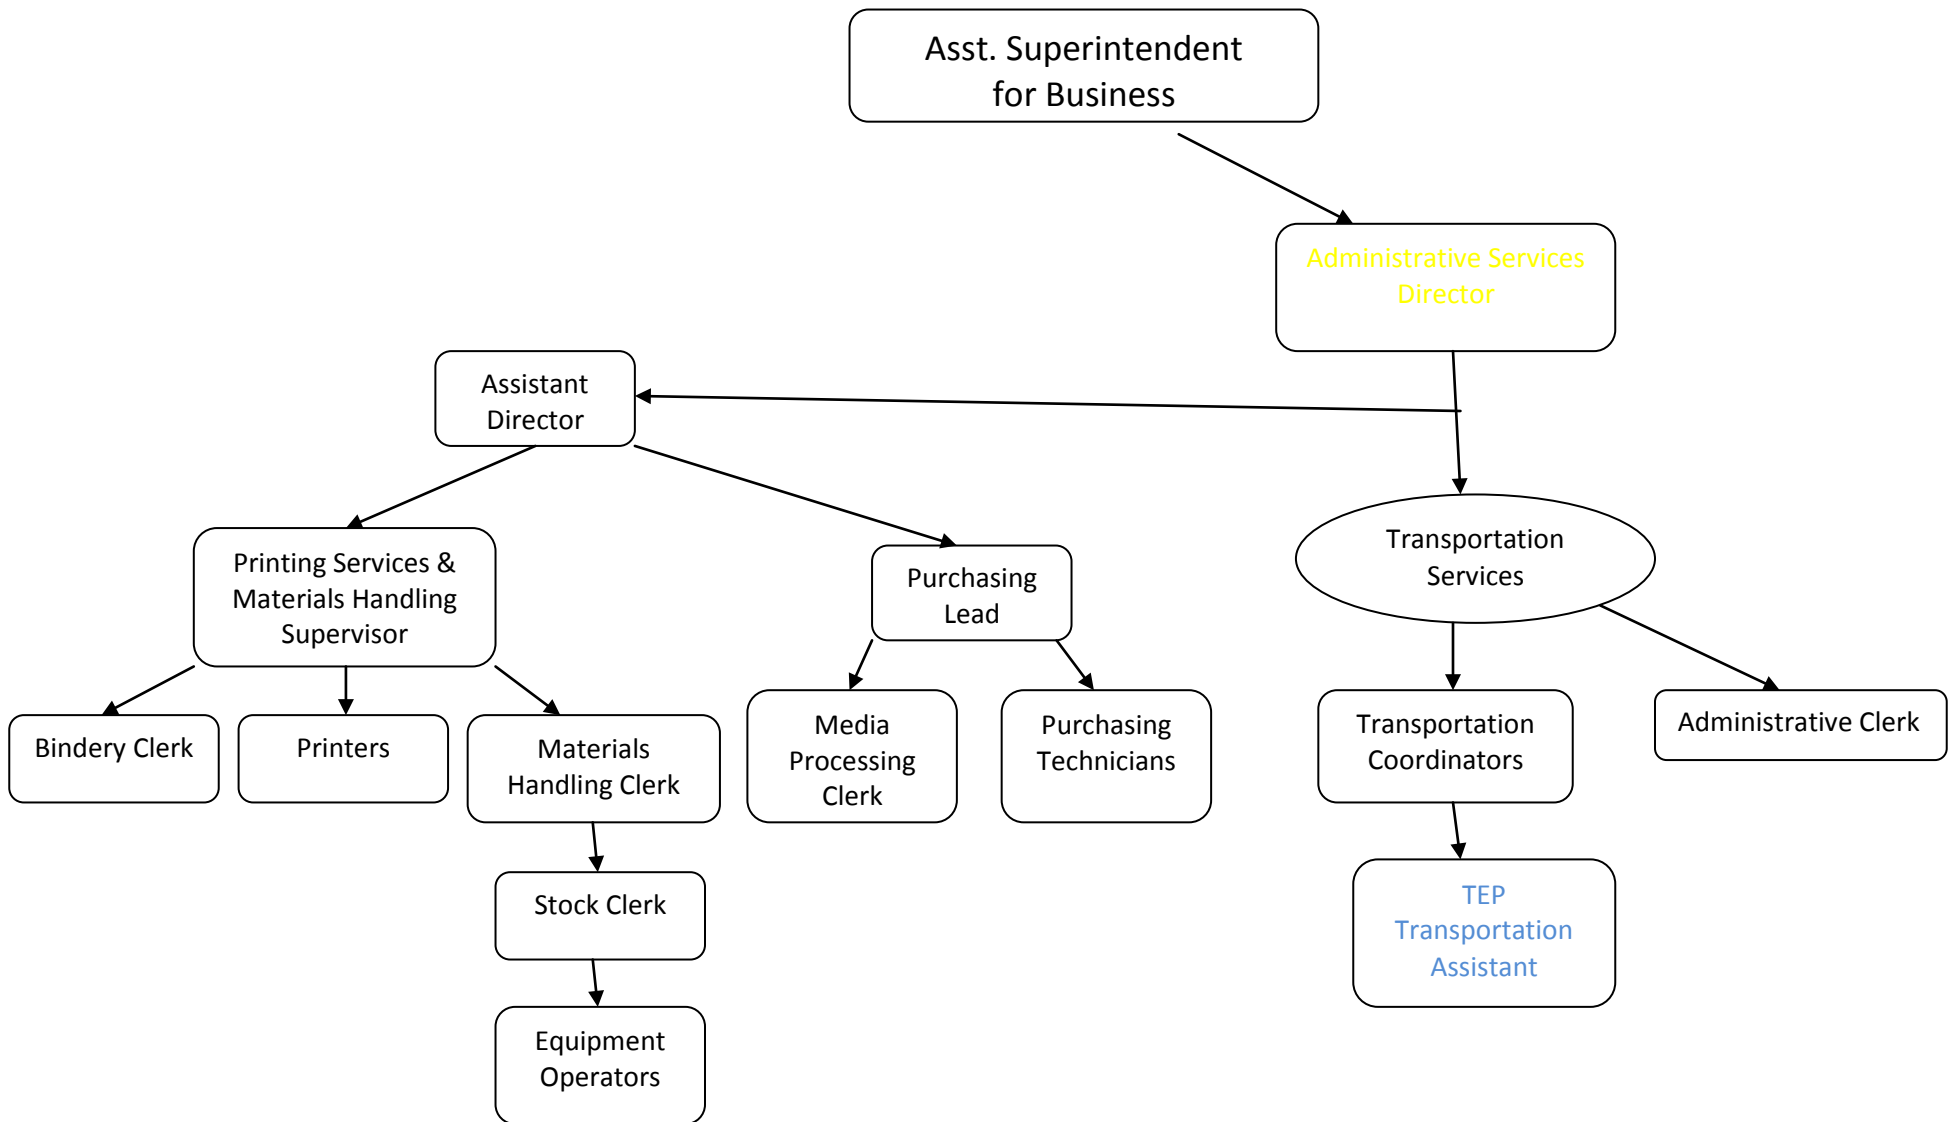 Asst. Superintendent
for Business
Administrative Services
Director
Assistant
Director
Printing Services &
Materials Handling
Supervisor
Purchasing
Lead
Transportation
Services
Bindery Clerk
Printers
Materials
Handling Clerk
Media
Processing
Clerk
Purchasing
Technicians
Transportation
Coordinators
Administrative Clerk
Stock Clerk
TEP
Transportation
Assistant
Equipment
Operators